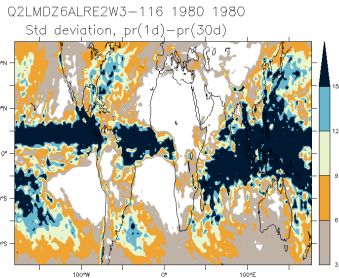 Q2LMDZ6ALRE2W3-116 1980 1980
Std deviation, pr(1d)-pr(30d)
°N
°N
0°
°S
°S
15
12
9
6
3
100°W 0° 100°E